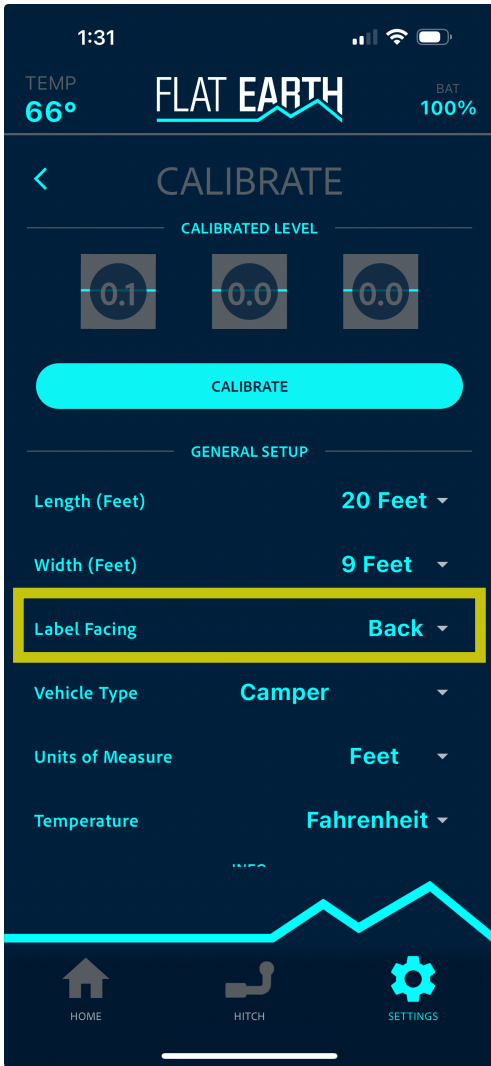 1:31
TEMP
66°
FLAT EARTH
BAT
100%
CALIBRATE
CALIBRATED LEVEL
0.1 0.0 0.0
CALIBRATE
GENERAL SETUP
Length (Feet) 20 Feet
Width (Feet) 9 Feet
Label Facing Back
Vehicle Type Camper
Units of Measure Feet
Temperature Fahrenheit
INFO
HOME HITCH SETTINGS